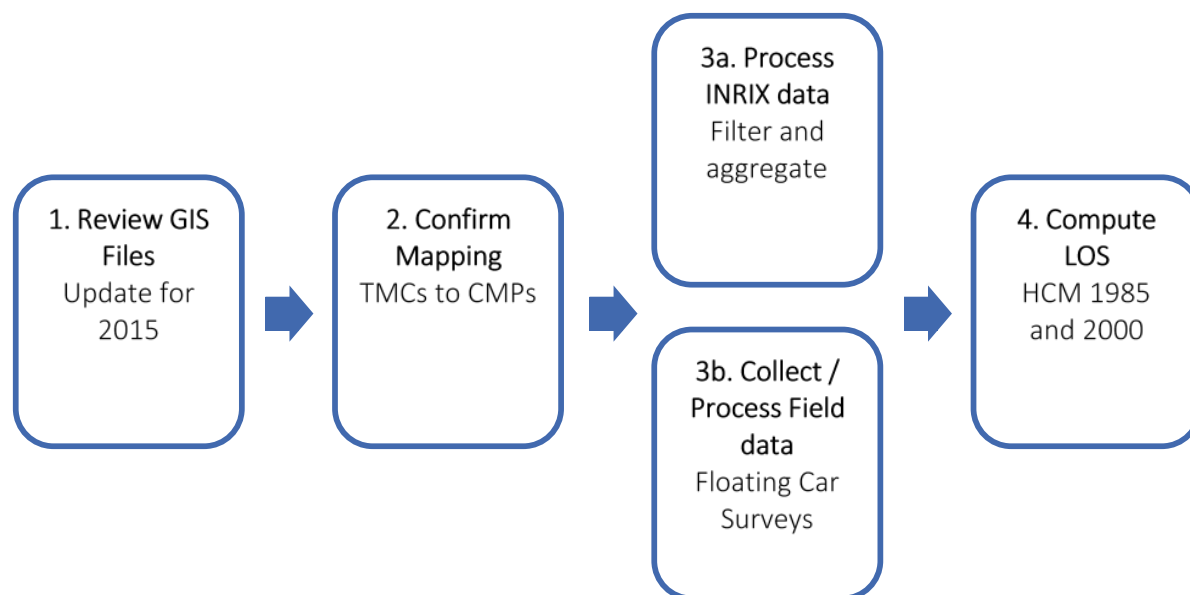 1. Review GIS
Files
Update for
2015
2. Confirm
Mapping
TMCs to CMPs
3a. Process
INRIX data
Filter and
aggregate
3b. Collect /
Process Field
data
Floating Car
Surveys
4. Compute
LOS
HCM 1985
and 2000